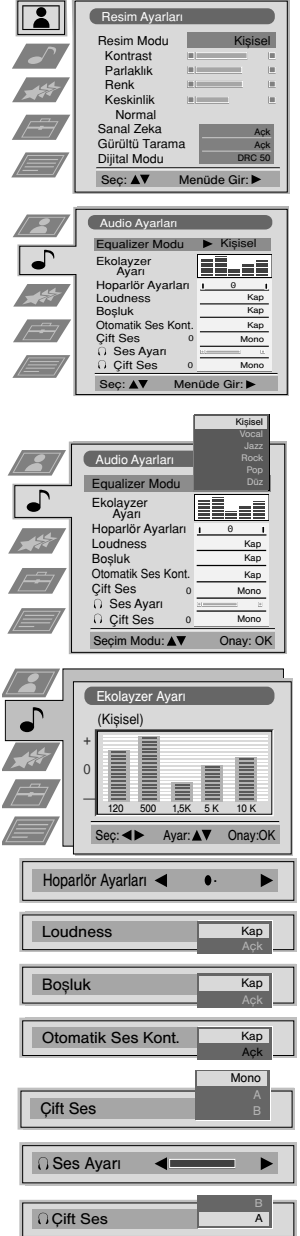 Resim Ayarları
Resim Modu Kişisel
Kontrast
Parlaklık
Renk
Keskinlik
Normal
Sanal Zeka Açk
Gürültü Tarama Açk
Dijital Modu DRC 50
Seç: ▲▼ Menüde Gir: ▶
Audio Ayarları
Equalizer Modu ▶ Kişisel
Ekolayzer
Ayarı
Hoparlör Ayarları 0
Loudness Kap
Boşluk Kap
Otomatik Ses Kont. Kap
Çift Ses 0 Mono
Ses Ayarı
Çift Ses 0 Mono
Seç: ▲▼ Menüde Gir: ▶
Kişisel
Vocal
Jazz
Rock
Pop
Düz
Audio Ayarları
Equalizer Modu
Ekolayzer
Ayarı
Hoparlör Ayarları 0
Loudness Kap
Boşluk Kap
Otomatik Ses Kont. Kap
Çift Ses 0 Mono
Ses Ayarı
Çift Ses 0 Mono
Seçim Modu: ▲▼ Onay: OK
Ekolayzer Ayarı
(Kişisel)
+
0
—
120 500 1,5K 5 K 10 K
Seç: ◀▶ Ayar: ▲▼ Onay:OK
Hoparlör Ayarları ◀ ▶
Loudness Kap
Açk
Boşluk Kap
Açk
Otomatik Ses Kont. Kap
Açk
Mono
A
B
Çift Ses
Ses Ayarı ◀ ▶
B
Çift Ses A